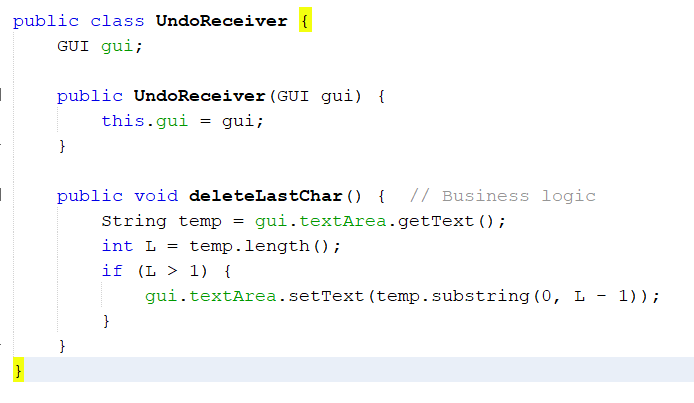 public class UndoReceiver {
    GUI gui;

    public UndoReceiver(GUI gui) {
        this.gui = gui;
    }

    public void deleteLastChar() {  // Business logic
        String temp = gui.textArea.getText();
        int L = temp.length();
        if (L > 1) {
            gui.textArea.setText(temp.substring(0, L - 1));
        }
    }
}